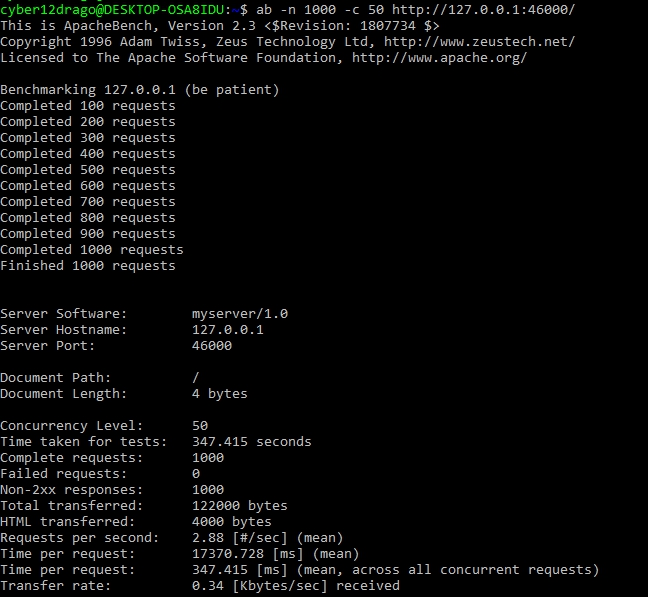 cyber12drago@DESKTOP-OSA8IDU:~$ ab -n 1000 -c 50 http://127.0.0.1:46000/
This is ApacheBench, Version 2.3 <$Revision: 1807734 $>
Copyright 1996 Adam Twiss, Zeus Technology Ltd, http://www.zeustech.net/
Licensed to The Apache Software Foundation, http://www.apache.org/

Benchmarking 127.0.0.1 (be patient)
Completed 100 requests
Completed 200 requests
Completed 300 requests
Completed 400 requests
Completed 500 requests
Completed 600 requests
Completed 700 requests
Completed 800 requests
Completed 900 requests
Completed 1000 requests
Finished 1000 requests

Server Software:        myserver/1.0
Server Hostname:        127.0.0.1
Server Port:            46000

Document Path:          /
Document Length:        4 bytes

Concurrency Level:      50
Time taken for tests:   347.415 seconds
Complete requests:      1000
Failed requests:        0
Non-2xx responses:      1000
Total transferred:      122000 bytes
HTML transferred:       4000 bytes
Requests per second:    2.88 [#/sec] (mean)
Time per request:       17370.728 [ms] (mean)
Time per request:       347.415 [ms] (mean, across all concurrent requests)
Transfer rate:          0.34 [Kbytes/sec] received